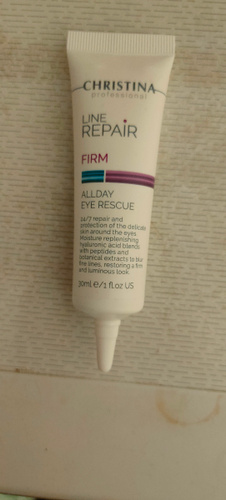 CHRISTINA
professional
LINE
REPAIR
FIRM
ALLDAY
EYE RESCUE
24/7 repair and
protection of the delicate
skin around the eyes
Moisture replenishing
hyaluronic acid blends
with peptides and
botanical extracts to blur
fine lines, restoring a firm
and luminous look.
30ml e/1 fl.oz US